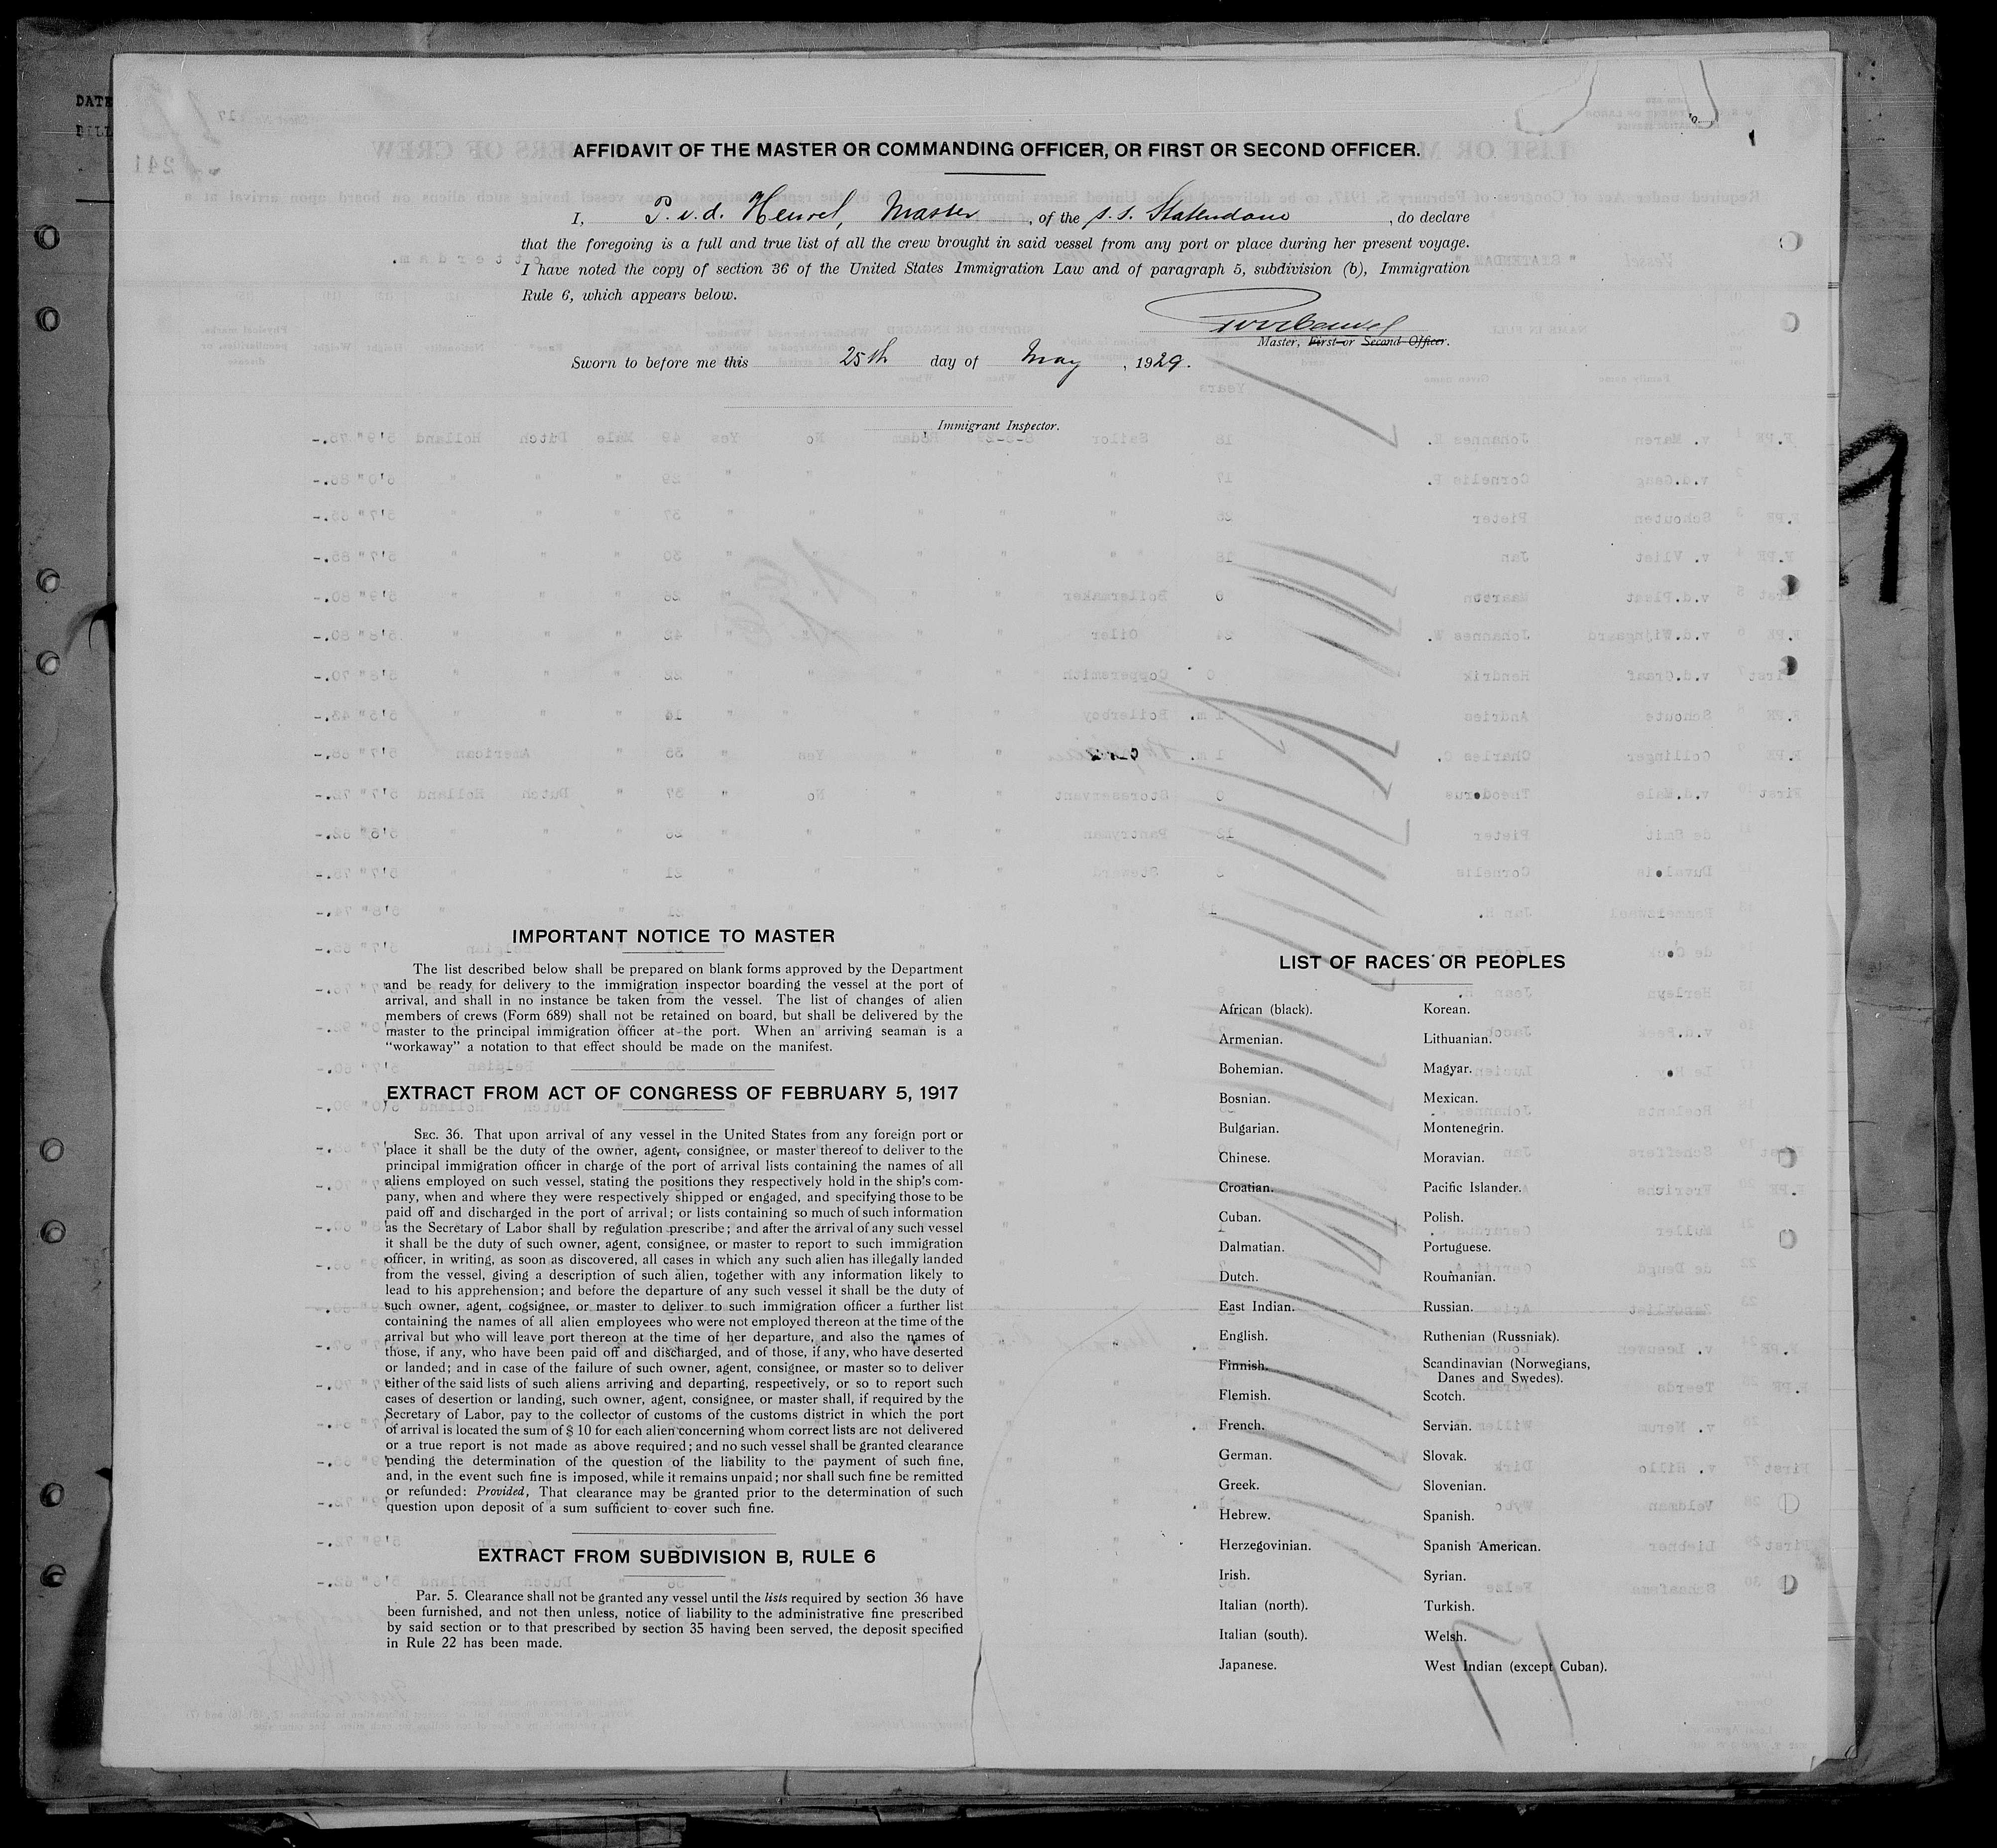 DATE
AFFIDAVIT OF THE MASTER OR COMMANDING OFFICER, OR FIRST OR SECOND OFFICER.
I, P. v. d. Heuvel, Master, of the s.s. Statendam, do declare
that the foregoing is a full and true list of all the crew brought in said vessel from any port or place during her present voyage.
I have noted the copy of section 36 of the United States Immigration Law and of paragraph 5, subdivision (b), Immigration
Rule 6, which appears below.
Master, First or Second Officer.
Sworn to before me this 25th day of May, 1929.
Immigrant Inspector.
IMPORTANT NOTICE TO MASTER
The list described below shall be prepared on blank forms approved by the Department
and be ready for delivery to the immigration inspector boarding the vessel at the port of
arrival, and shall in no instance be taken from the vessel. The list of changes of alien
members of crews (Form 689) shall not be retained on board, but shall be delivered by the
master to the principal immigration officer at the port. When an arriving seaman is a
"workaway" a notation to that effect should be made on the manifest.
EXTRACT FROM ACT OF CONGRESS OF FEBRUARY 5, 1917
SEC. 36. That upon arrival of any vessel in the United States from any foreign port or
place it shall be the duty of the owner, agent, consignee, or master thereof to deliver to the
principal immigration officer in charge of the port of arrival lists containing the names of all
aliens employed on such vessel, stating the positions they respectively hold in the ship's com-
pany, when and where they were respectively shipped or engaged, and specifying those to be
paid off and discharged in the port of arrival; or lists containing so much of such information
as the Secretary of Labor shall by regulation prescribe; and after the arrival of any such vessel
it shall be the duty of such owner, agent, consignee, or master to report to such immigration
officer, in writing, as soon as discovered, all cases in which any such alien has illegally landed
from the vessel, giving a description of such alien, together with any information likely to
lead to his apprehension; and before the departure of any such vessel it shall be the duty of
such owner, agent, cogsignee, or master to deliver to such immigration officer a further list
containing the names of all alien employees who were not employed thereon at the time of the
arrival but who will leave port thereon at the time of her departure, and also the names of
those, if any, who have been paid off and discharged, and of those, if any, who have deserted
or landed; and in case of the failure of such owner, agent, consignee, or master so to deliver
either of the said lists of such aliens arriving and departing, respectively, or so to report such
cases of desertion or landing, such owner, agent, consignee, or master shall, if required by the
Secretary of Labor, pay to the collector of customs of the customs district in which the port
of arrival is located the sum of $ 10 for each alien concerning whom correct lists are not delivered
or a true report is not made as above required; and no such vessel shall be granted clearance
pending the determination of the question of the liability to the payment of such fine,
and, in the event such fine is imposed, while it remains unpaid; nor shall such fine be remitted
or refunded: Provided, That clearance may be granted prior to the determination of such
question upon deposit of a sum sufficient to cover such fine.
EXTRACT FROM SUBDIVISION B, RULE 6
Par. 5. Clearance shall not be granted any vessel until the lists required by section 36 have
been furnished, and not then unless, notice of liability to the administrative fine prescribed
by said section or to that prescribed by section 35 having been served, the deposit specified
in Rule 22 has been made.
LIST OF RACES OR PEOPLES
African (black).
Armenian.
Bohemian.
Bosnian.
Bulgarian.
Chinese.
Croatian.
Cuban.
Dalmatian.
Dutch.
East Indian.
English.
Finnish.
Flemish.
French.
German.
Greek.
Hebrew.
Herzegovinian.
Irish.
Italian (north).
Italian (south).
Japanese.
Korean.
Lithuanian.
Magyar.
Mexican.
Montenegrin.
Moravian.
Pacific Islander.
Polish.
Portuguese.
Roumanian.
Russian.
Ruthenian (Russniak).
Scandinavian (Norwegians,
Danes and Swedes).
Scotch.
Servian.
Slovak.
Slovenian.
Spanish.
Spanish American.
Syrian.
Turkish.
Welsh.
West Indian (except Cuban).